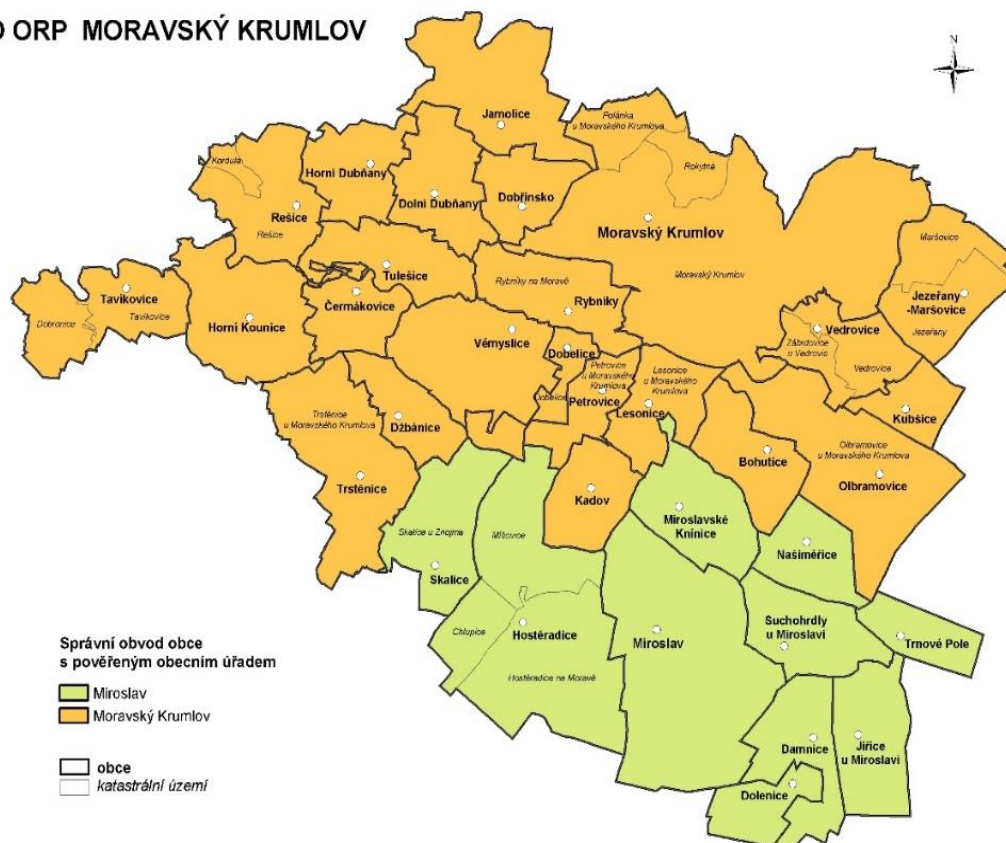 O ORP MORAVSKÝ KRUMLOV
N
Jamolice
Polánka
u Moravského Krumlova
Rokytná
Kordula
Horní Dubňany
Dolní Dubňany
Dobřínsko
Rešice
Rešice
Moravský Krumlov
Moravský Krumlov
Maršovice
Jezeřany
-Maršovice
Jezeřany
Tulešice
Rybníky na Moravě
Rybníky
Tavíkovice
Tavíkovice
Dobronice
Horní Kounice
Čermákovice
Vémyslice
Dobelice
Dobelice
Petrovice
u Moravského
Krumlova
Petrovice
Lesonice
u Moravského
Krumlova
Lesonice
Vedrovice
Zábrdovice
u Vedrovic
Vedrovice
Kubšice
Trstěnice
u Moravského Krumlova
Džbánice
Trstěnice
Olbramovice
u Moravského Krumlova
Olbramovice
Bohutice
Kadov
Miroslavské
Knínice
Našiměřice
Skalice u Znojma
Míšovice
Skalice
Chlupice
Hostěradice
Hostěradice na Moravě
Miroslav
Suchohrdly
u Miroslavi
Trnové Pole
Damnice
Jiřice
u Miroslavi
Dolenice
Správní obvod obce
s pověřeným obecním úřadem
Miroslav
Moravský Krumlov
obce
katastrální území